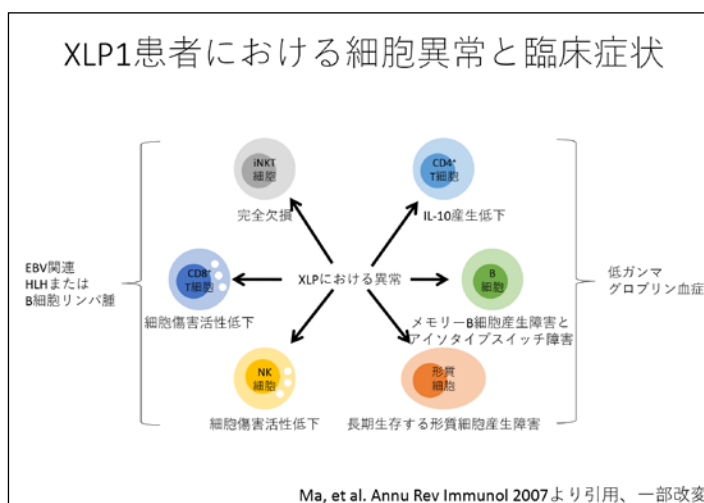 XLP1患者における細胞異常と臨床症状
iNKT
細胞
完全欠損
CD4⁺
T細胞
IL-10産生低下
EBV関連
HLHまたは
B細胞リンパ腫
CD8⁺
T細胞
細胞傷害活性低下
XLPにおける異常
B
細胞
メモリーB細胞産生障害と
アイソタイプスイッチ障害
低ガンマ
グロブリン血症
NK
細胞
細胞傷害活性低下
形質
細胞
長期生存する形質細胞産生障害
Ma, et al. Annu Rev Immunol 2007より引用、一部改変